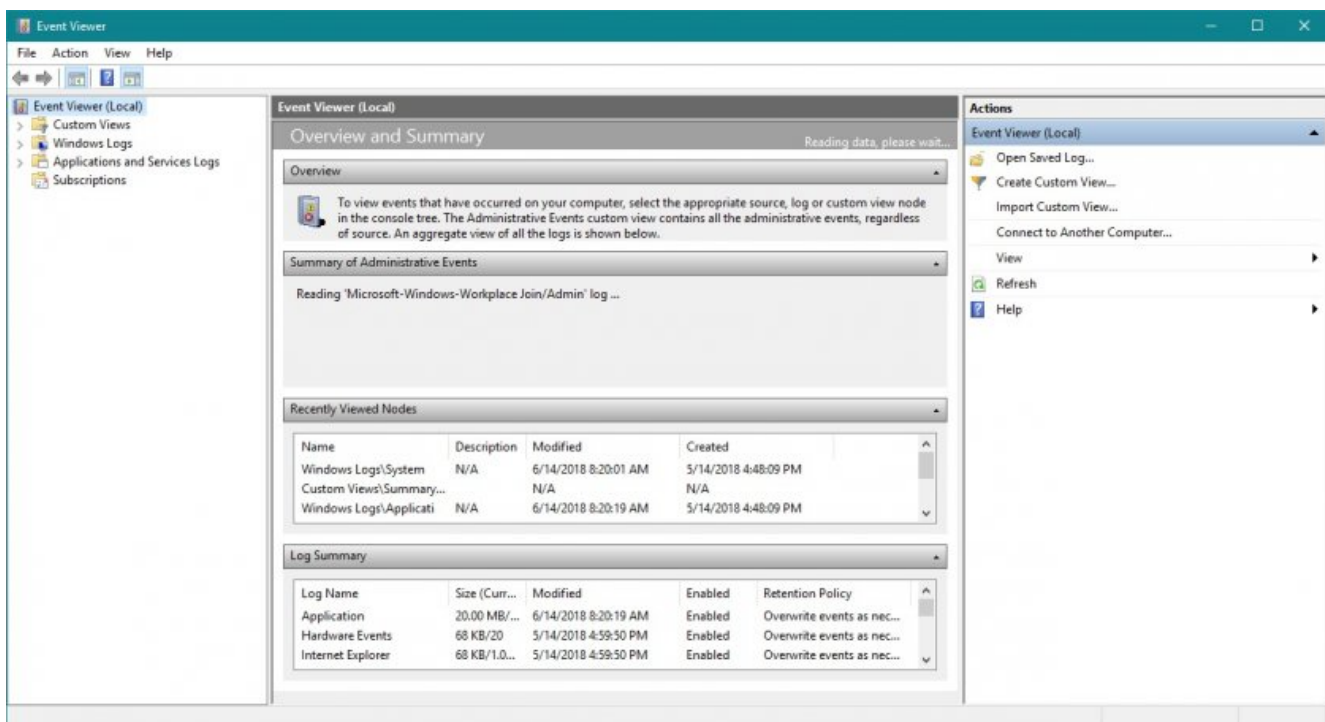 Event Viewer
File Action View Help
Event Viewer (Local)
Custom Views
Windows Logs
Applications and Services Logs
Subscriptions
Event Viewer (Local)
Overview and Summary
Reading data, please wait...
Overview
To view events that have occurred on your computer, select the appropriate source, log or custom view node
in the console tree. The Administrative Events custom view contains all the administrative events, regardless
of source. An aggregate view of all the logs is shown below.
Summary of Administrative Events
Reading 'Microsoft-Windows-Workplace Join/Admin' log ...
Recently Viewed Nodes
Name Description Modified Created
Windows Logs\System N/A 6/14/2018 8:20:01 AM 5/14/2018 4:48:09 PM
Custom Views\Summary... N/A N/A
Windows Logs\Applicati N/A 6/14/2018 8:20:19 AM 5/14/2018 4:48:09 PM
Log Summary
Log Name Size (Curr... Modified Enabled Retention Policy
Application 20.00 MB/... 6/14/2018 8:20:19 AM Enabled Overwrite events as nec...
Hardware Events 68 KB/20 5/14/2018 4:59:50 PM Enabled Overwrite events as nec...
Internet Explorer 68 KB/1.0... 5/14/2018 4:59:50 PM Enabled Overwrite events as nec...
Actions
Event Viewer (Local)
Open Saved Log...
Create Custom View...
Import Custom View...
Connect to Another Computer...
View
Refresh
Help